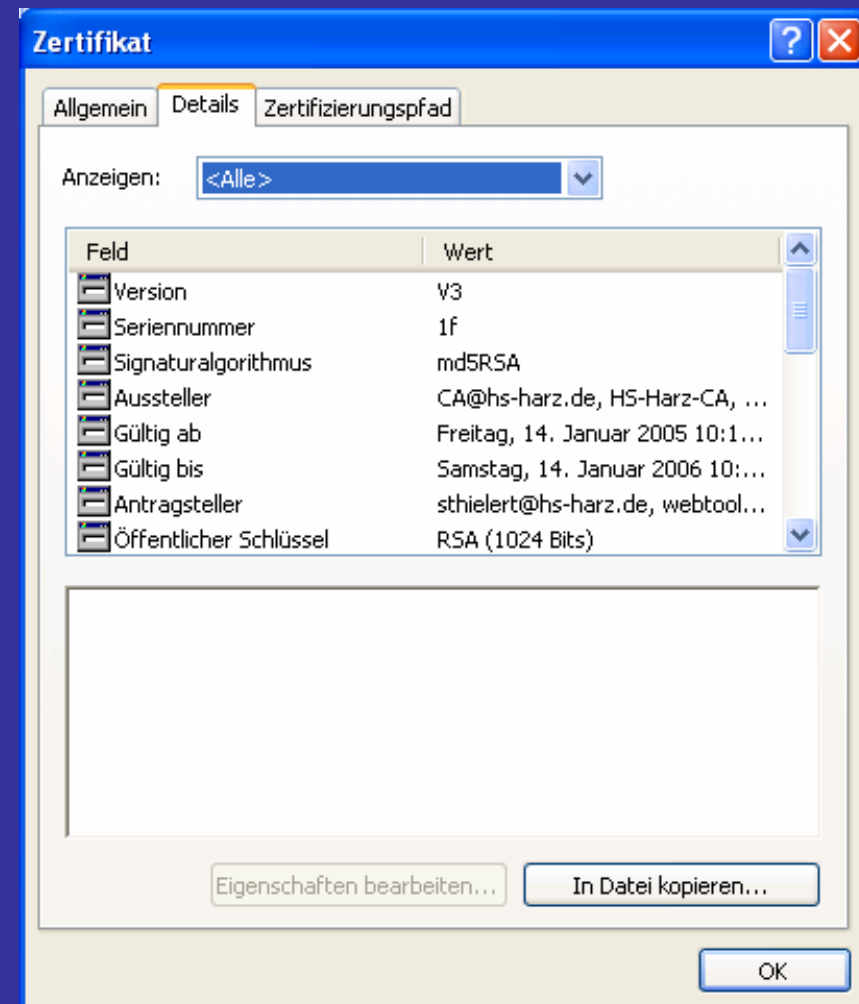 Zertifikat
Allgemein Details Zertifizierungspfad
Anzeigen: <Alle>
Feld Wert
Version V3
Seriennummer 1f
Signaturalgorithmus md5RSA
Aussteller CA@hs-harz.de, HS-Harz-CA, ...
Gültig ab Freitag, 14. Januar 2005 10:1...
Gültig bis Samstag, 14. Januar 2006 10:...
Antragsteller sthielert@hs-harz.de, webtool...
Öffentlicher Schlüssel RSA (1024 Bits)
Eigenschaften bearbeiten... In Datei kopieren...
OK